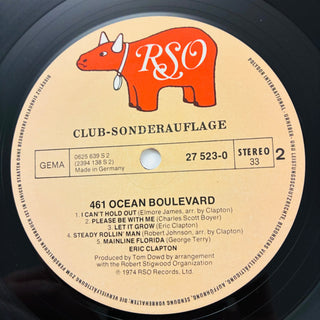 RSO
CLUB-SONDERAUFLAGE
GEMA
0625 639 S 2
(2394 138 S 2)
Made in Germany
27 523-0
STEREO
33
2
461 OCEAN BOULEVARD
1. I CAN'T HOLD OUT (Elmore James, arr. by Clapton)
2. PLEASE BE WITH ME (Charles Scott Boyer)
3. LET IT GROW (Eric Clapton)
4. STEADY ROLLIN' MAN (Robert Johnson, arr. by Clapton)
5. MAINLINE FLORIDA (George Terry)
ERIC CLAPTON
Produced by Tom Dowd by arrangement with
the Robert Stigwood Organization
℗ 1974 RSO Records, Ltd.